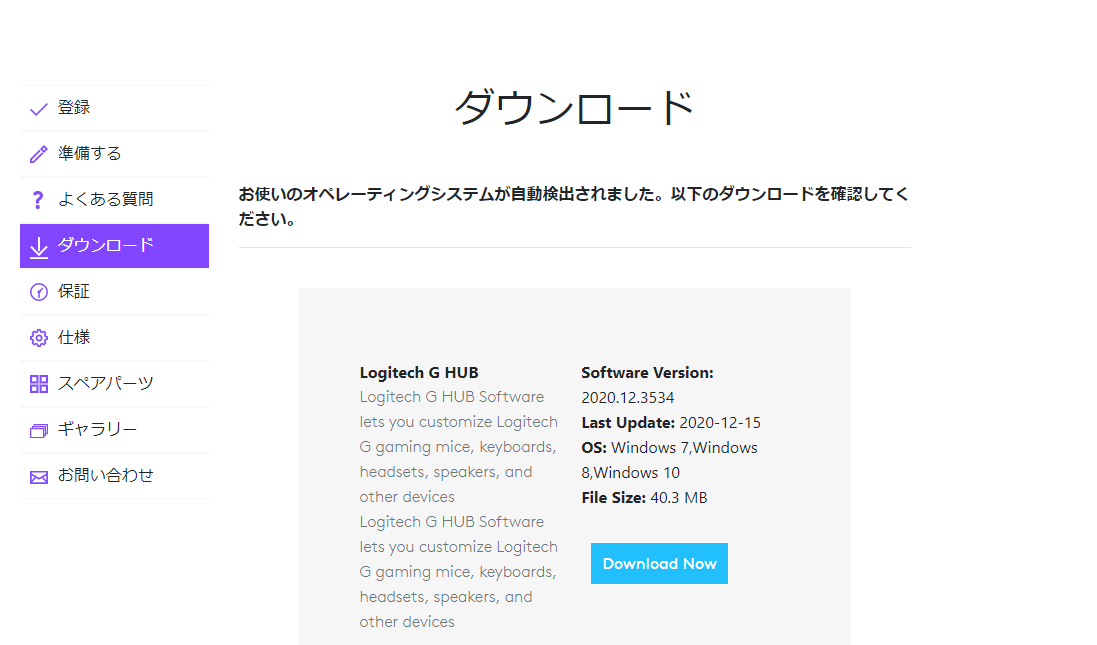 登録
準備する
よくある質問
ダウンロード
保証
仕様
スペアパーツ
ギャラリー
お問い合わせ
ダウンロード
お使いのオペレーティングシステムが自動検出されました。以下のダウンロードを確認してく
ださい。
Logitech G HUB
Logitech G HUB Software
lets you customize Logitech
G gaming mice, keyboards,
headsets, speakers, and
other devices
Logitech G HUB Software
lets you customize Logitech
G gaming mice, keyboards,
headsets, speakers, and
other devices
Software Version:
2020.12.3534
Last Update: 2020-12-15
OS: Windows 7,Windows
8,Windows 10
File Size: 40.3 MB
Download Now